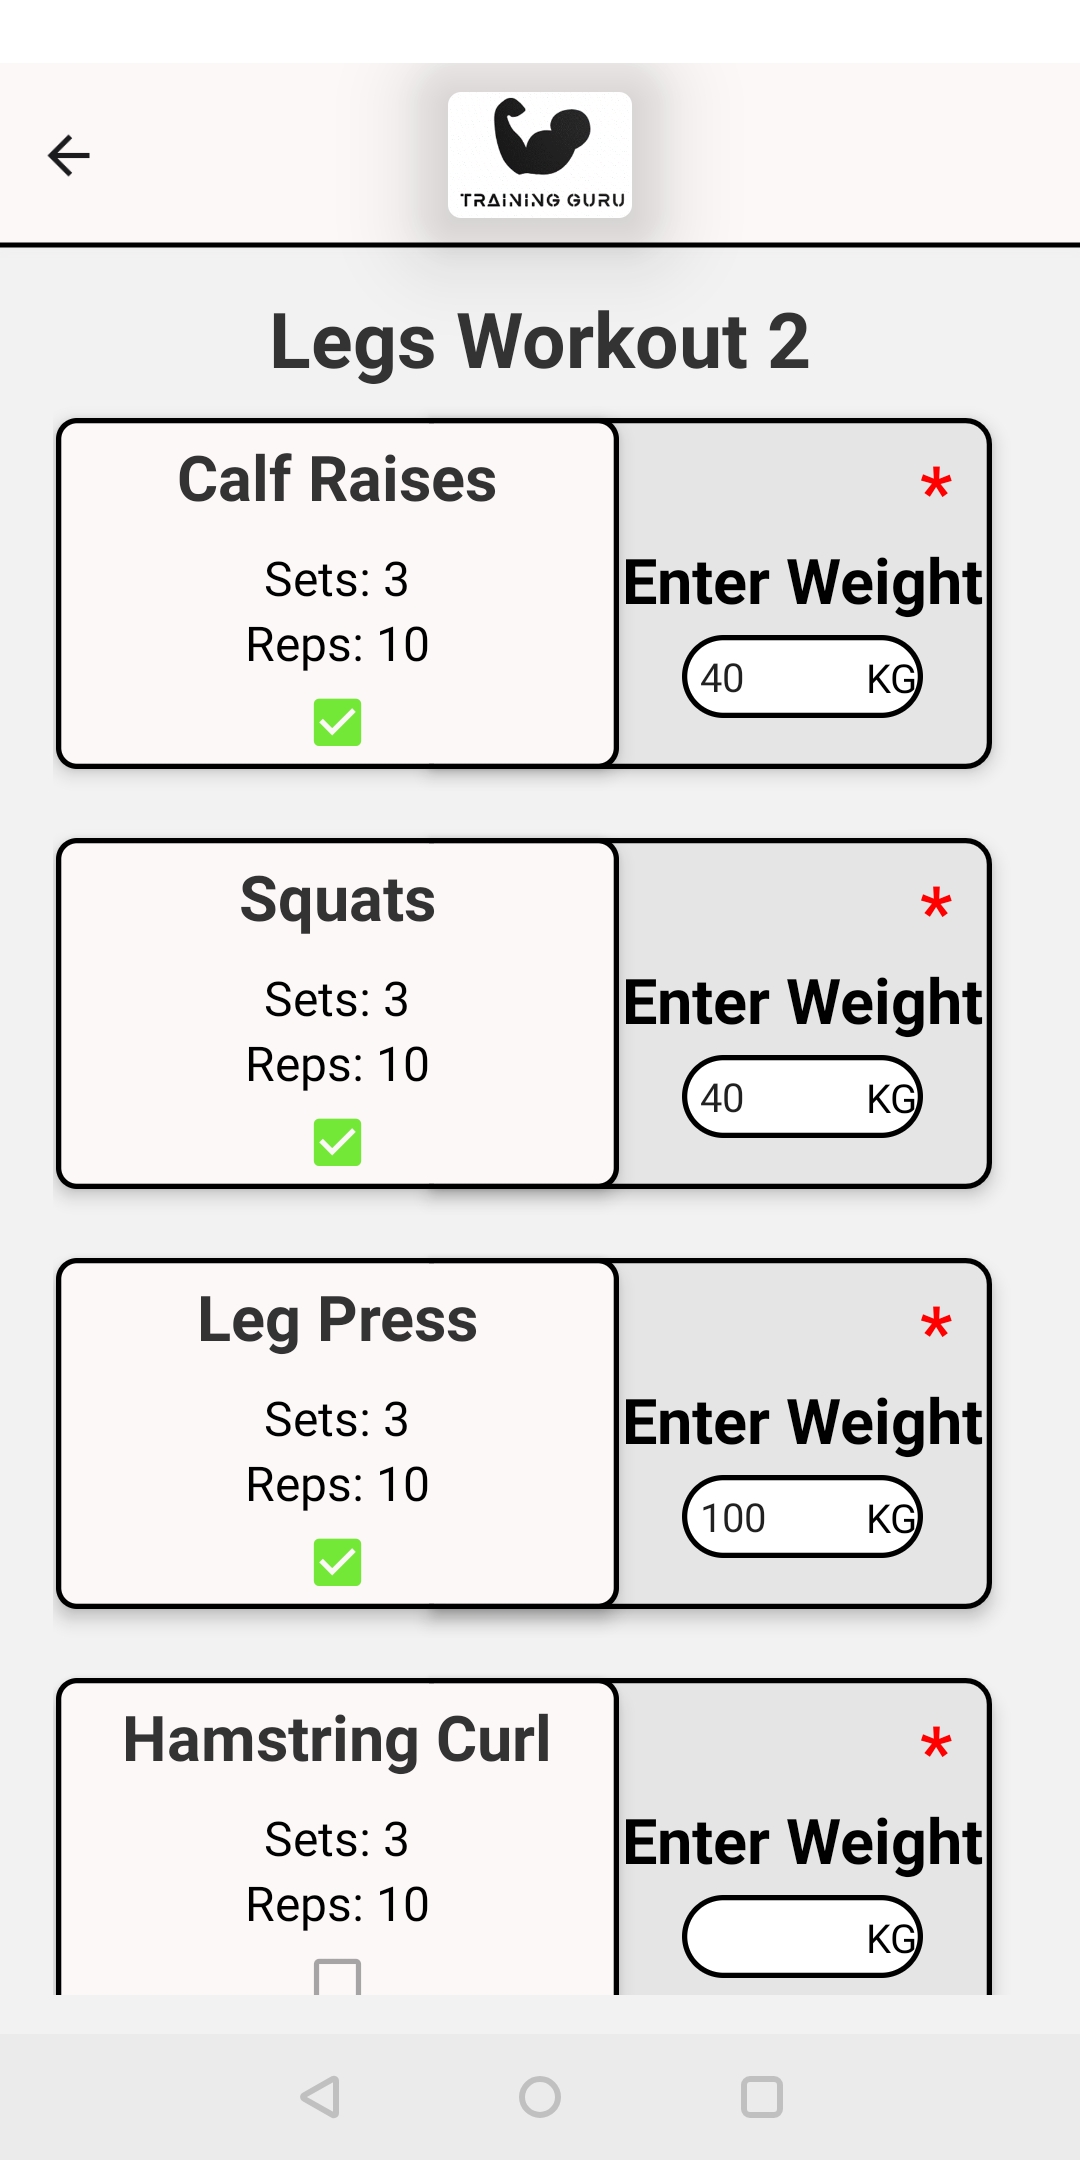 TRAINING GURU
Legs Workout 2
Calf Raises
Sets: 3
Reps: 10
*
Enter Weight
40 KG
Squats
Sets: 3
Reps: 10
*
Enter Weight
40 KG
Leg Press
Sets: 3
Reps: 10
*
Enter Weight
100 KG
Hamstring Curl
Sets: 3
Reps: 10
*
Enter Weight
KG